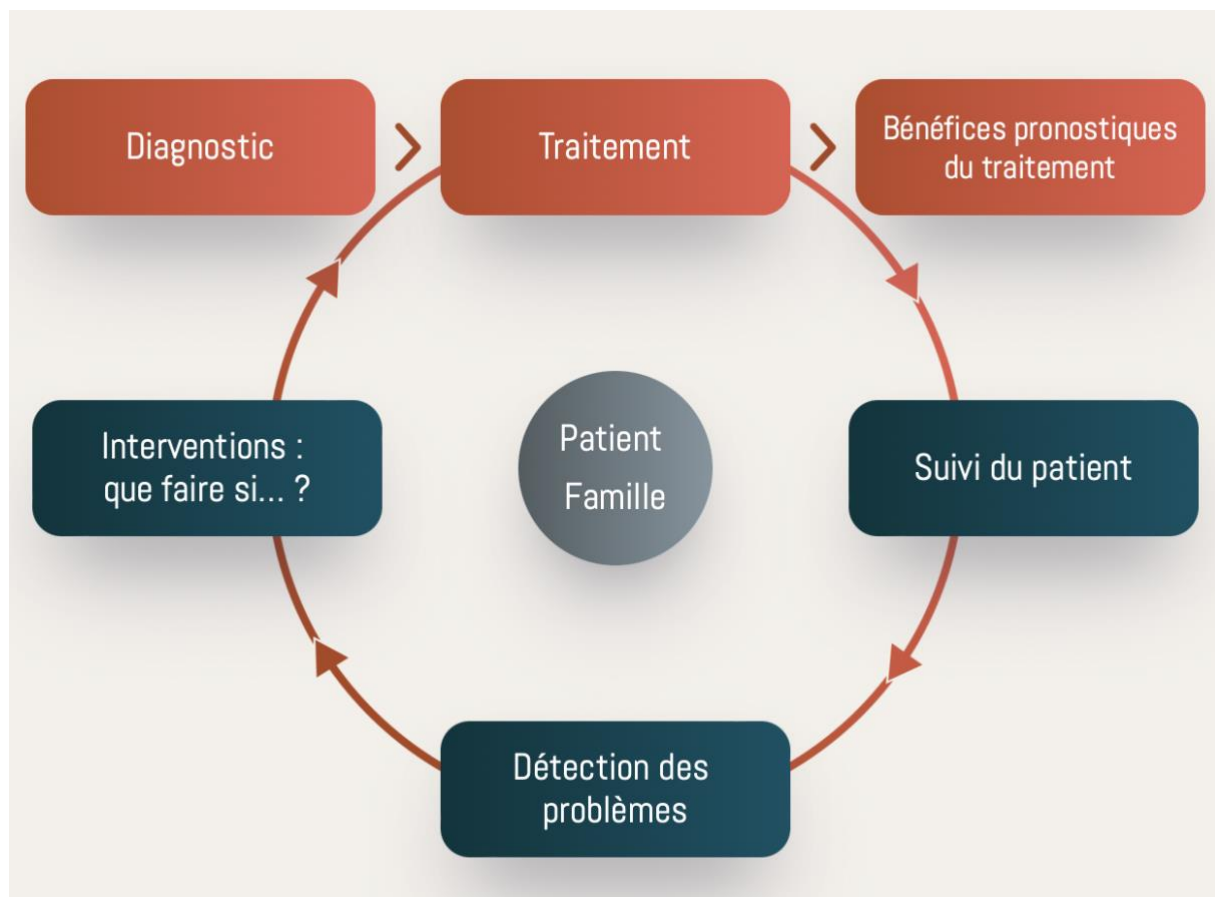 Diagnostic
Traitement
Bénéfices pronostiques
du traitement
Interventions :
que faire si... ?
Patient
Famille
Suivi du patient
Détection des
problèmes